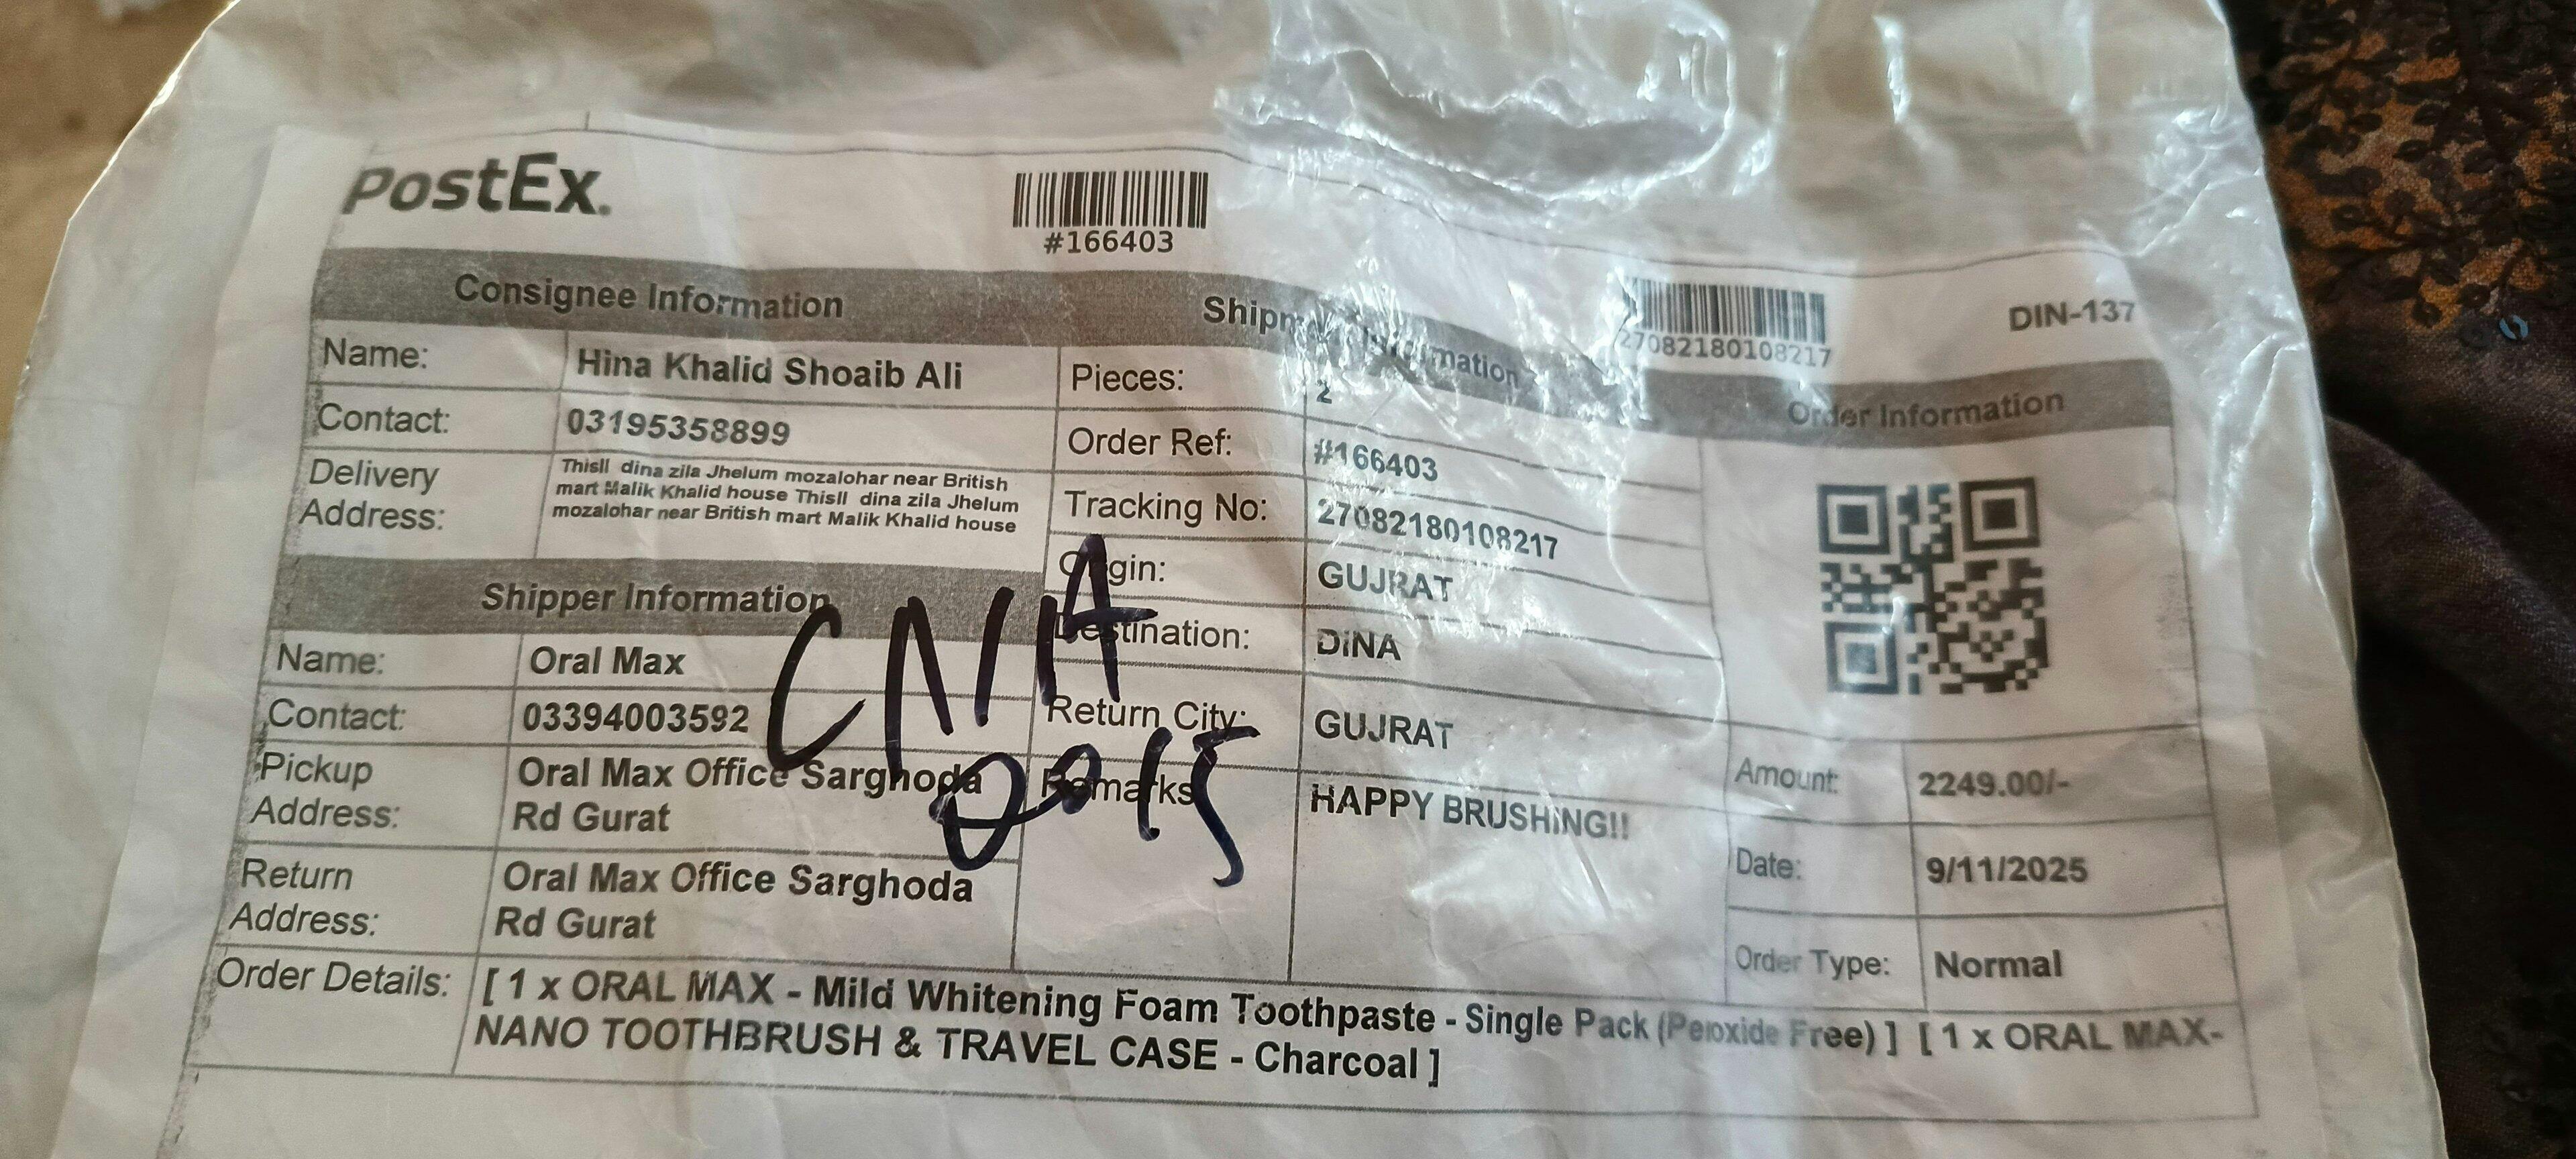 PostEx.
#166403
27082180108217
DIN-137
Consignee Information
Name: Hina Khalid Shoaib Ali
Contact: 03195358899
Delivery Address: Thisll dina zila Jhelum mozalohar near British
mart Malik Khalid house Thisll dina zila Jhelum
mozalohar near British mart Malik Khalid house
Shipper Information
Name: Oral Max
Contact: 03394003592
Pickup Address: Oral Max Office Sarghoda
Rd Gurat
Return Address: Oral Max Office Sarghoda
Rd Gurat
Shipment Information
Pieces: 2
Order Ref: #166403
Tracking No: 27082180108217
Origin: GUJRAT
Destination: DINA
Return City: GUJRAT
Remarks HAPPY BRUSHING!!
Order Information
Amount: 2249.00/-
Date: 9/11/2025
Order Type: Normal
Order Details: [ 1 x ORAL MAX - Mild Whitening Foam Toothpaste - Single Pack (Peroxide Free) ] [ 1 x ORAL MAX-
NANO TOOTHBRUSH & TRAVEL CASE - Charcoal ]